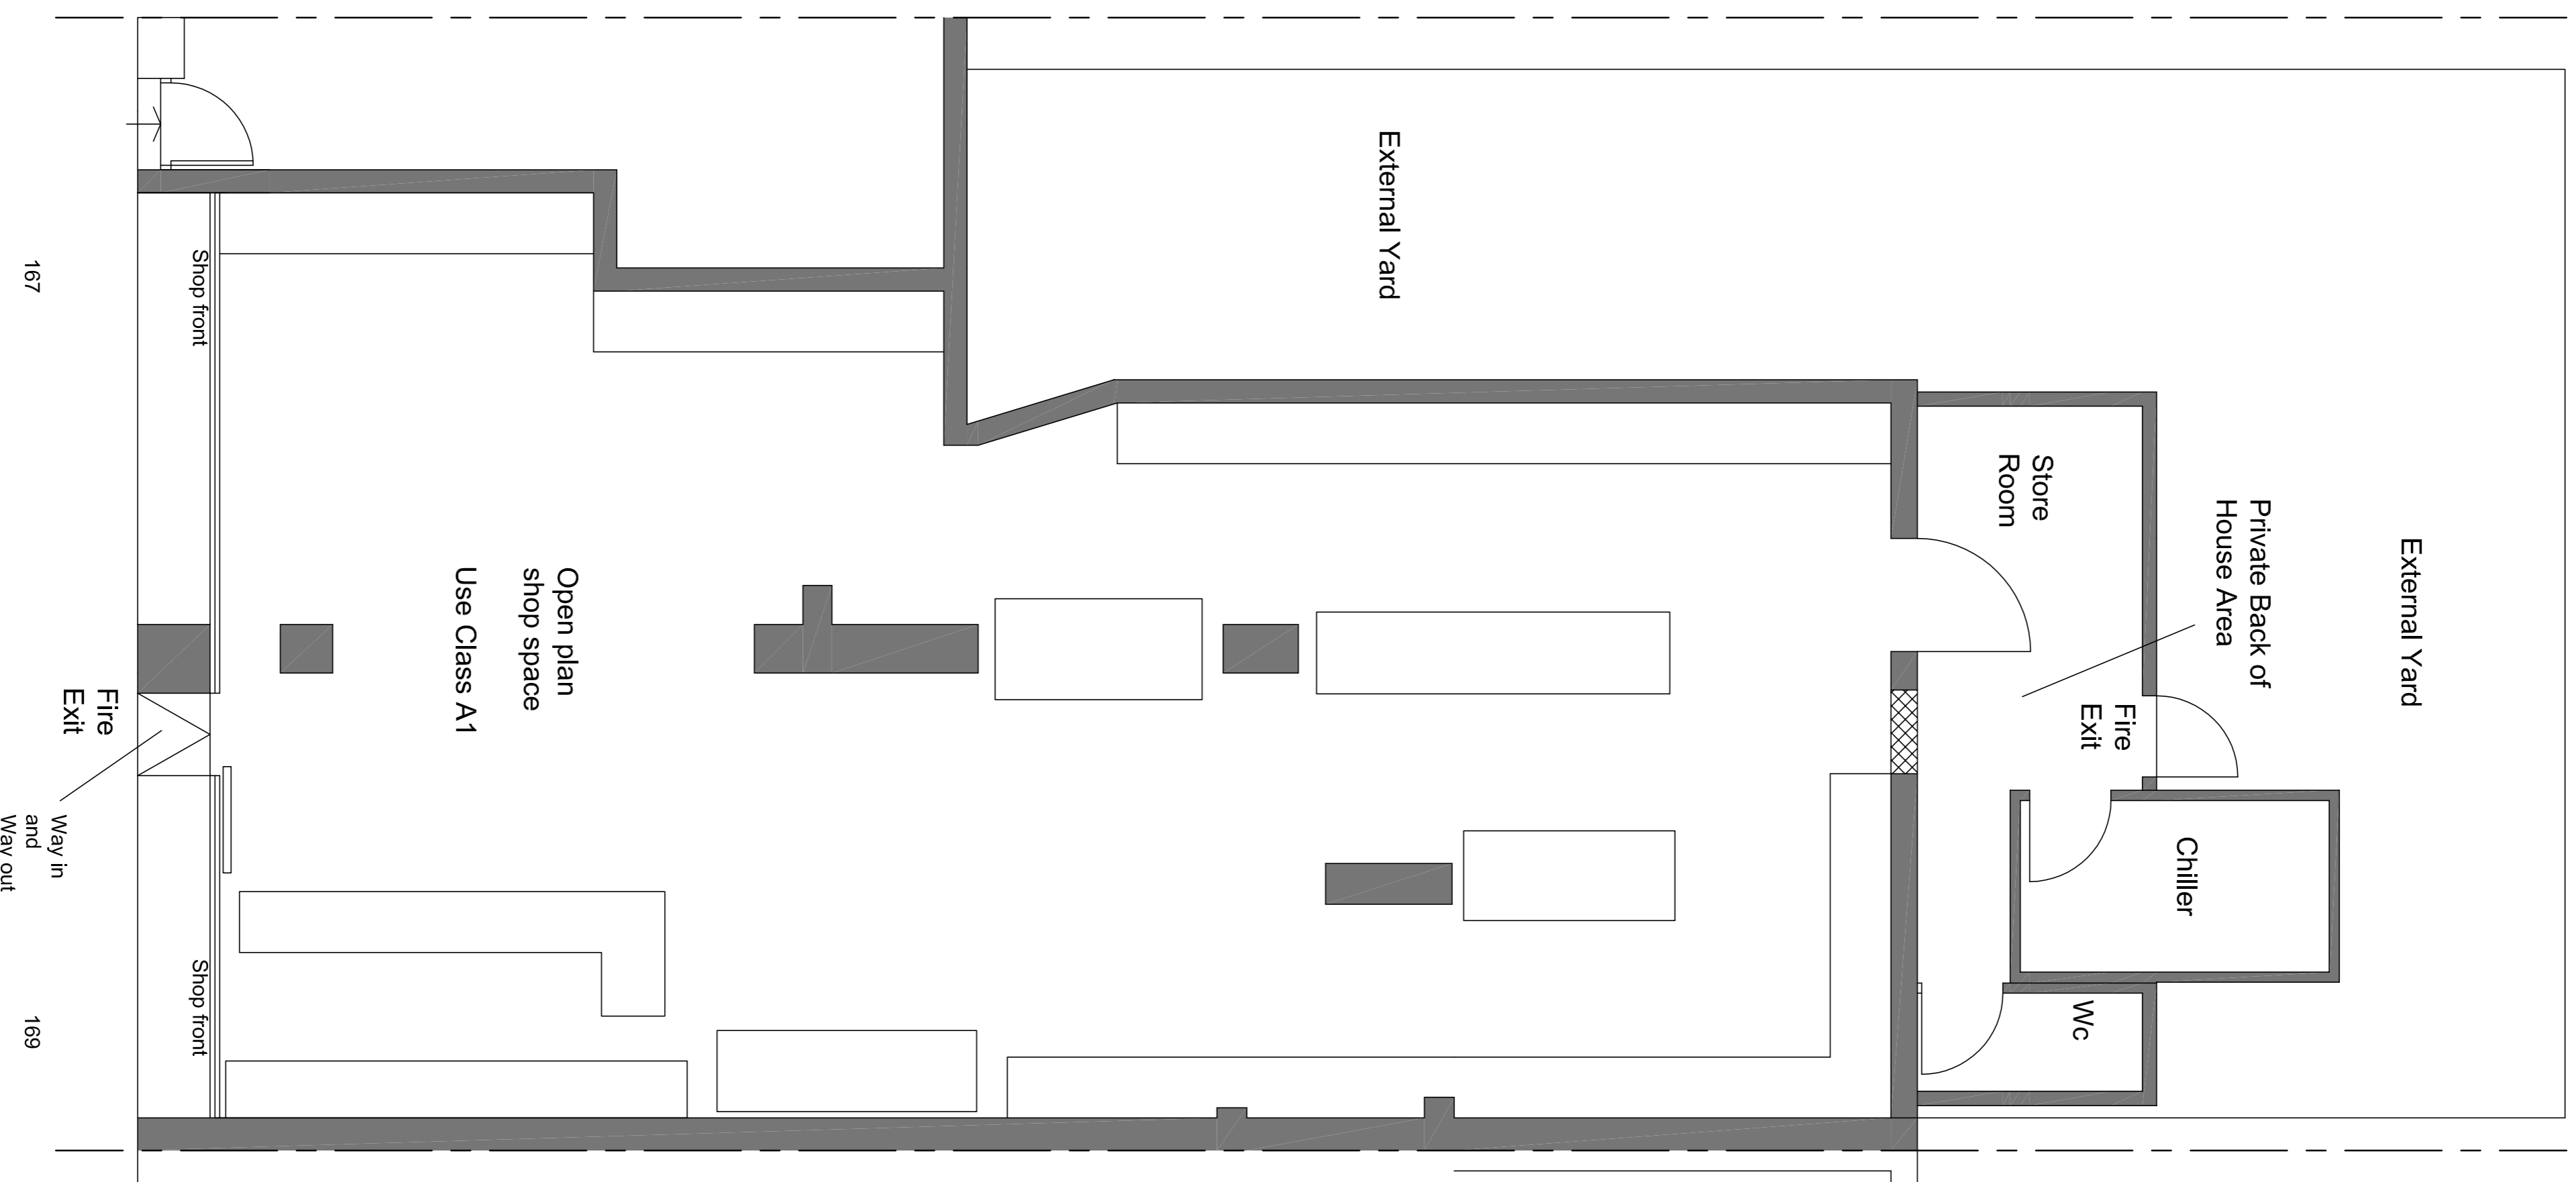 External Yard
External Yard
Private Back of
House Area
Store
Room
Fire
Exit
Chiller
Wc
Open plan
shop space
Use Class A1
Shop front
Shop front
Fire
Exit
Way in
and
Way out
167
169